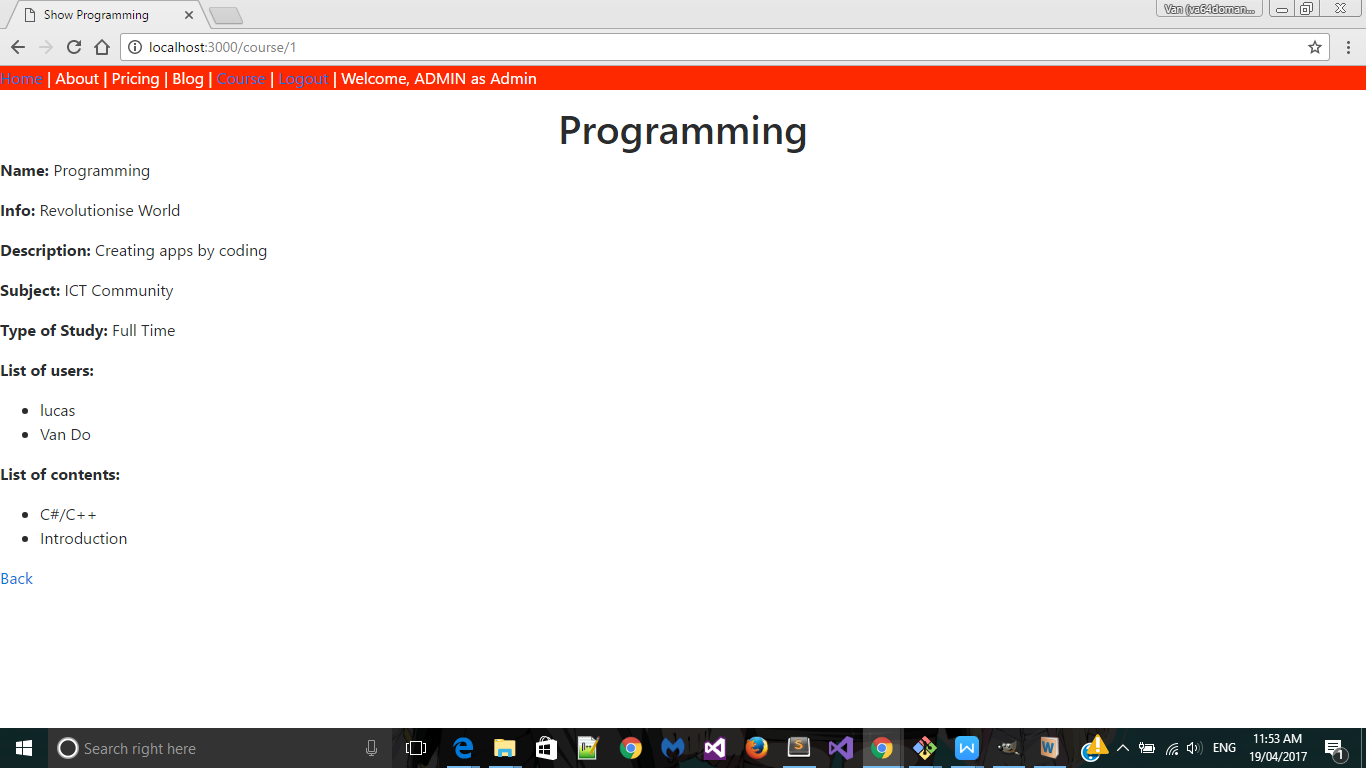 Show Programming
Van (va64doman...
localhost:3000/course/1
Home | About | Pricing | Blog | Course | Logout | Welcome, ADMIN as Admin
Programming
Name: Programming
Info: Revolutionise World
Description: Creating apps by coding
Subject: ICT Community
Type of Study: Full Time
List of users:
lucas
Van Do
List of contents:
C#/C++
Introduction
Back
Search right here
ENG
11:53 AM
19/04/2017
1